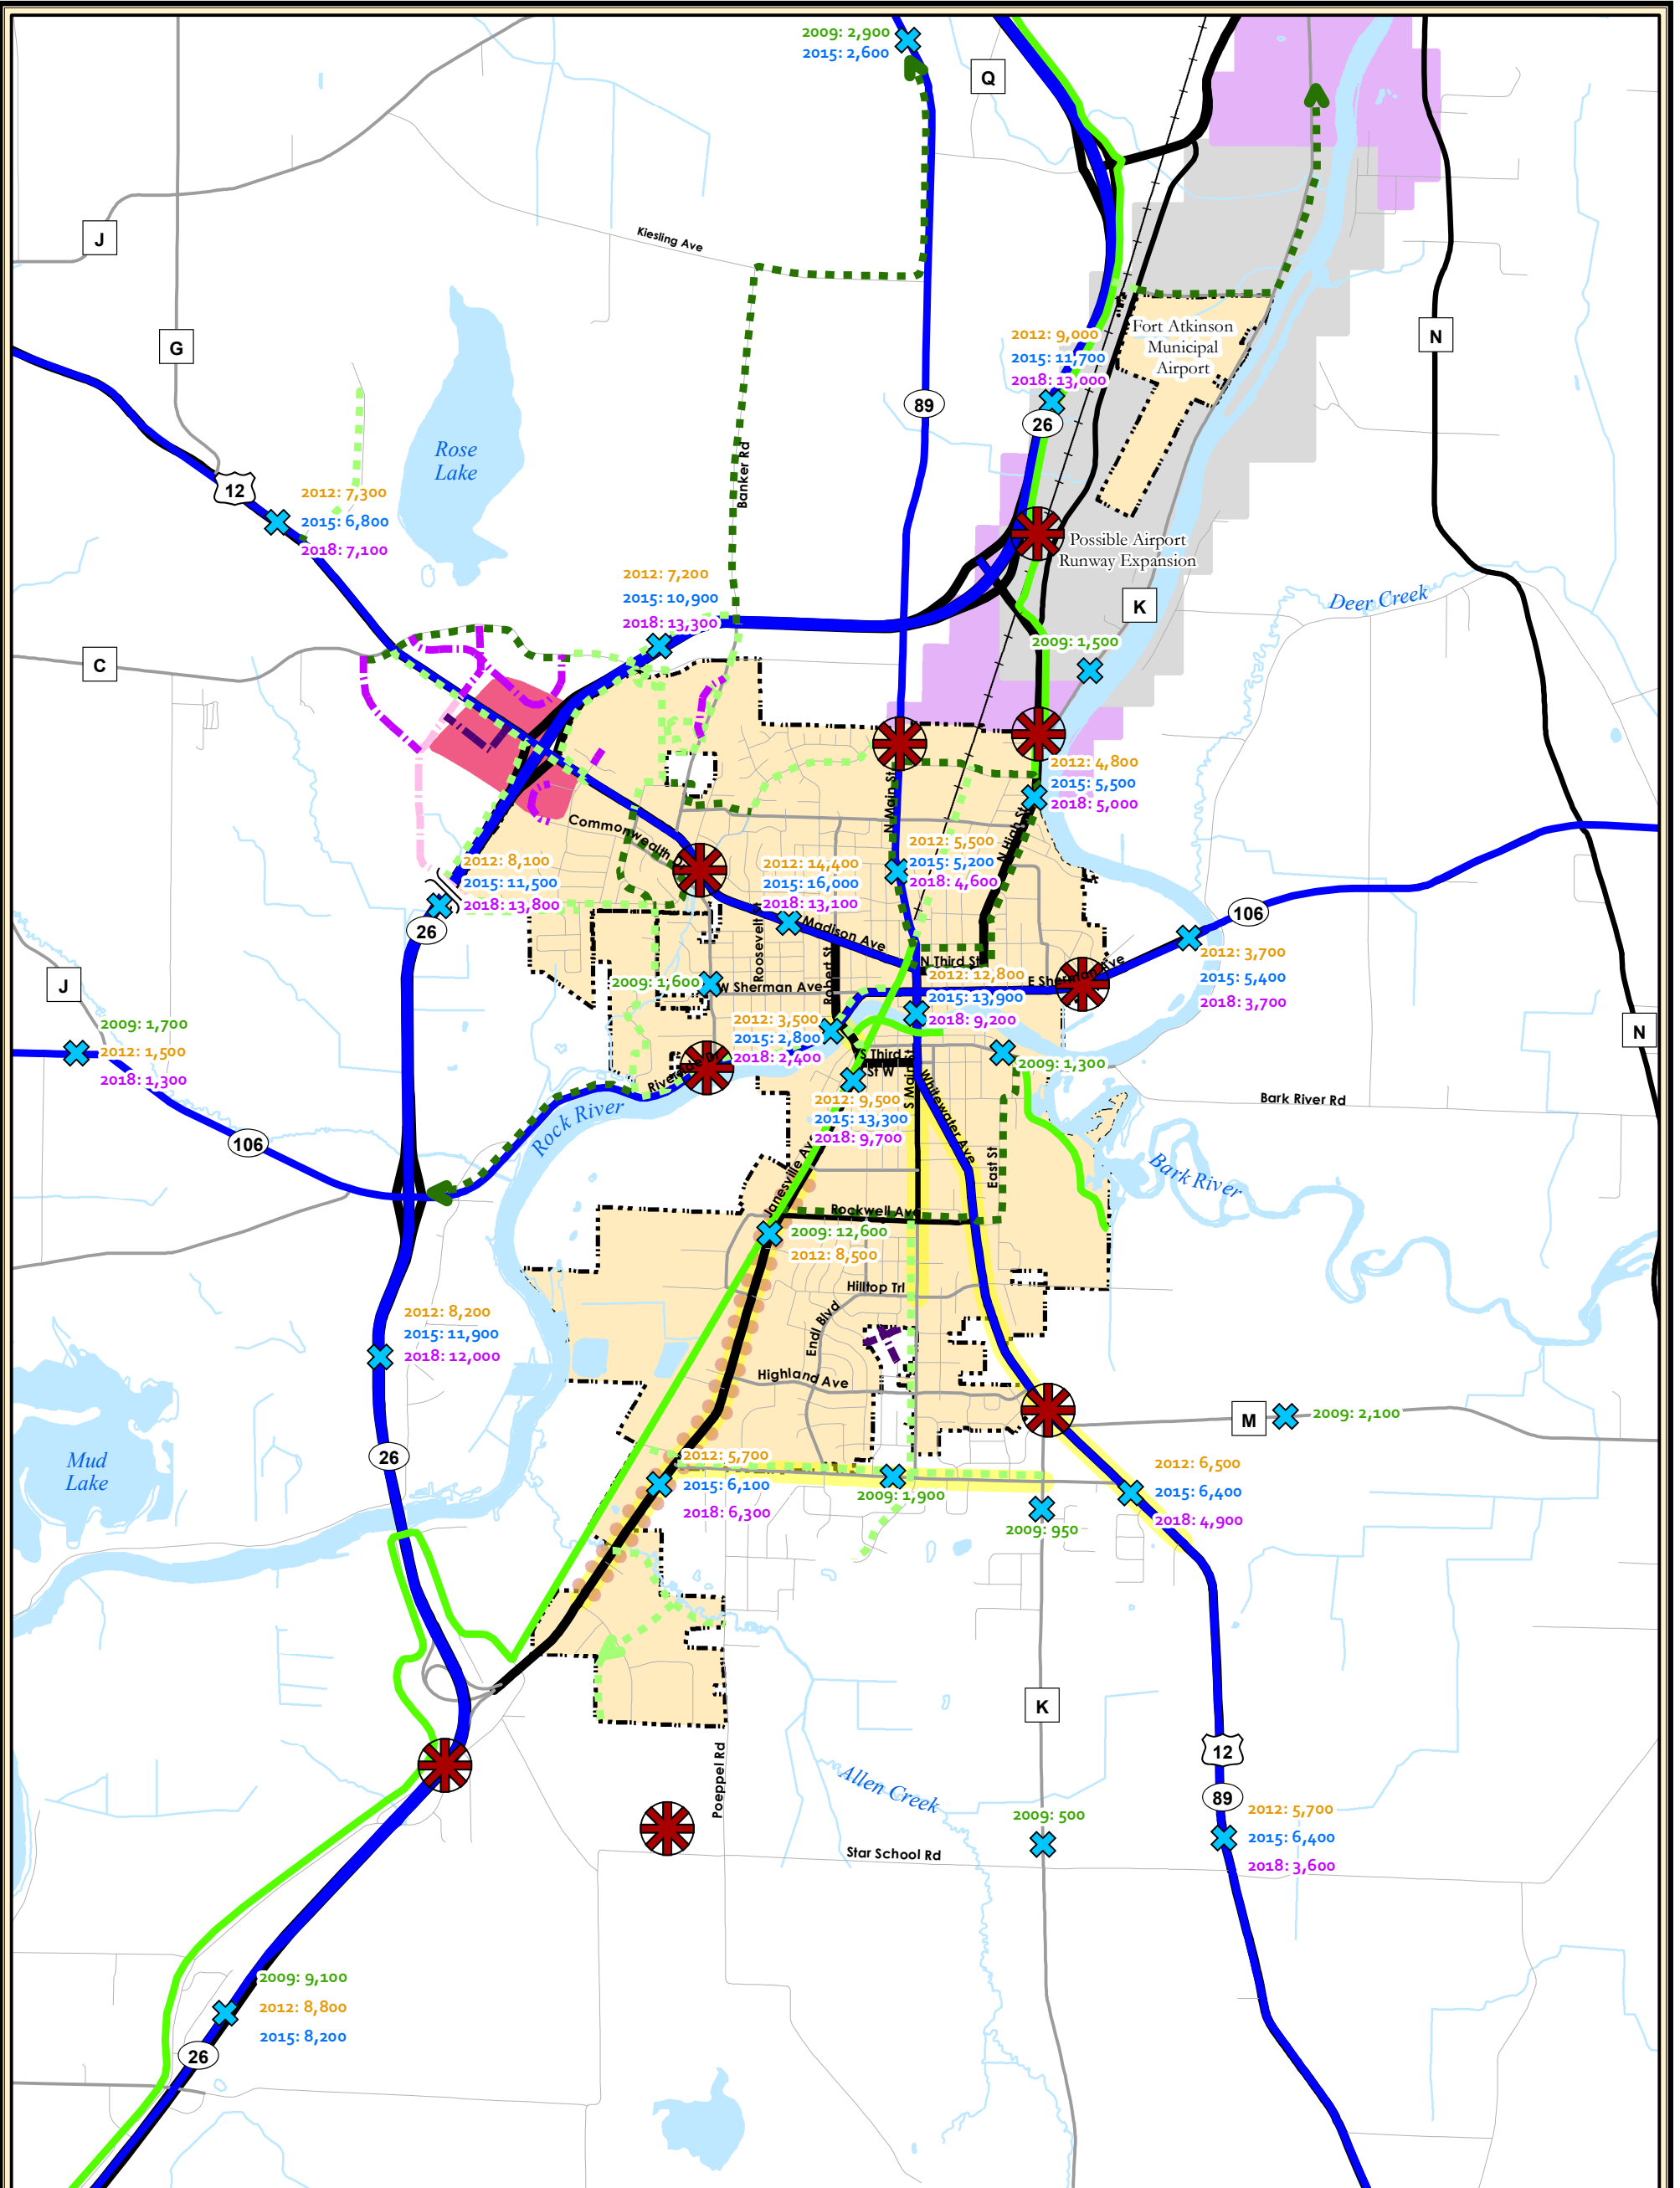 2009: 2,900
2015: 2,600
Q
J
Kiesling Ave
G
N
Fort Atkinson
Municipal
Airport
2012: 9,000
2015: 11,700
2018: 13,000
89
26
Rose
Lake
Banker Rd
12
2012: 7,300
2015: 6,800
2018: 7,100
Possible Airport
Runway Expansion
2012: 7,200
2015: 10,900
2018: 13,300
K
Deer Creek
2009: 1,500
C
2012: 4,800
2015: 5,500
2018: 5,000
N Main St
N High St
Commonwealth Dr
2012: 5,500
2015: 5,200
2018: 4,600
2012: 8,100
2015: 11,500
2018: 13,800
2012: 14,400
2015: 16,000
2018: 13,100
26
106
Roosevelt
Madison Ave
Robert St
N Third St
E Sherman Ave
2012: 3,700
2015: 5,400
2018: 3,700
J
2009: 1,600
W Sherman Ave
2012: 12,800
2015: 13,900
2018: 9,200
2009: 1,700
2012: 1,500
2018: 1,300
2012: 3,500
2015: 2,800
2018: 2,400
N
Riverside Dr
S Third
St W
2009: 1,300
2012: 9,500
2015: 13,300
2018: 9,700
S Main
Whitewater Ave
Bark River Rd
Rock River
106
Janesville Ave
East St
Bark River
Rockwell Ave
2009: 12,600
2012: 8,500
Hilltop Trl
Endl Blvd
2012: 8,200
2015: 11,900
2018: 12,000
Highland Ave
M
2009: 2,100
26
Mud
Lake
2012: 5,700
2015: 6,100
2018: 6,300
2009: 1,900
2012: 6,500
2015: 6,400
2018: 4,900
2009: 950
K
12
Poeppel Rd
Allen Creek
89
2009: 500
2012: 5,700
2015: 6,400
2018: 3,600
Star School Rd
2009: 9,100
2012: 8,800
2015: 8,200
26